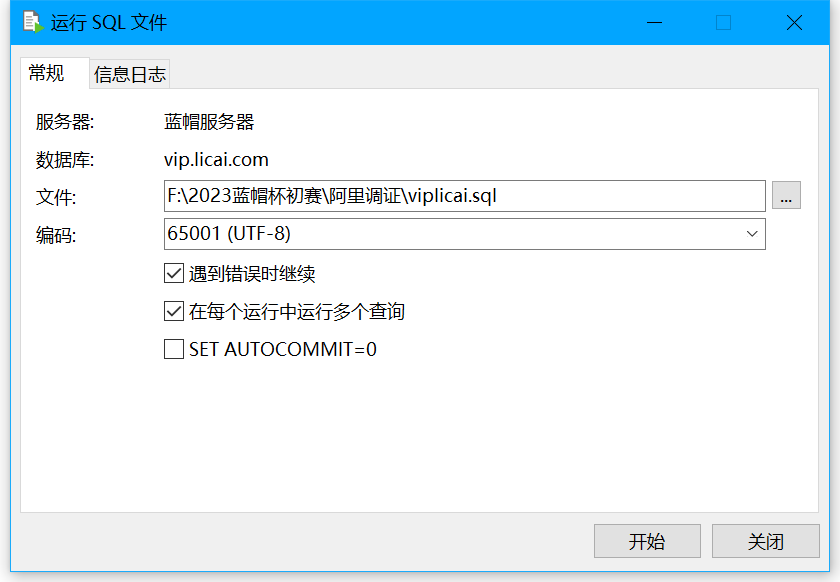 运行 SQL 文件
常规 信息日志
服务器: 蓝帽服务器
数据库: vip.licai.com
文件: F:\2023蓝帽杯初赛\阿里调证\viplicai.sql ...
编码: 65001 (UTF-8)
遇到错误时继续
在每个运行中运行多个查询
SET AUTOCOMMIT=0
开始 关闭